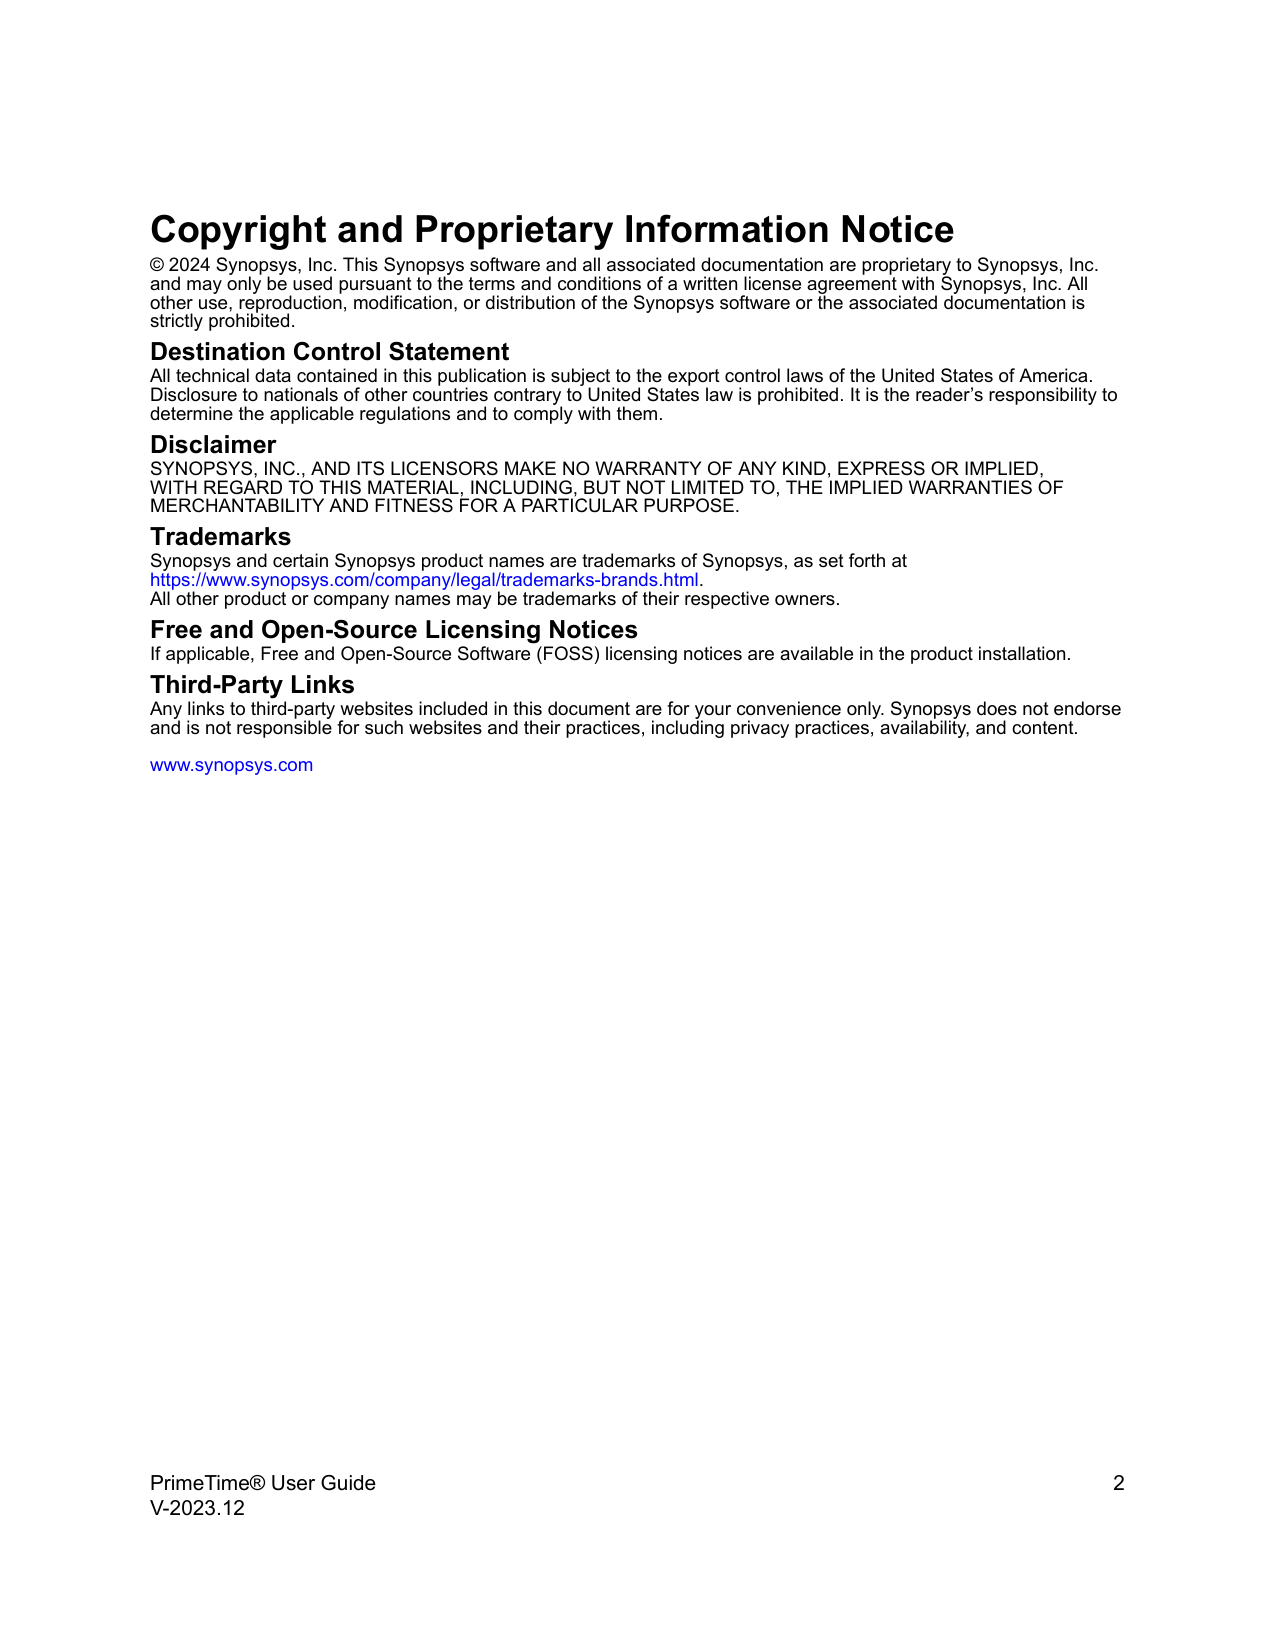 Copyright and Proprietary Information Notice
© 2024 Synopsys, Inc. This Synopsys software and all associated documentation are proprietary to Synopsys, Inc.
and may only be used pursuant to the terms and conditions of a written license agreement with Synopsys, Inc. All
other use, reproduction, modification, or distribution of the Synopsys software or the associated documentation is
strictly prohibited.
Destination Control Statement
All technical data contained in this publication is subject to the export control laws of the United States of America.
Disclosure to nationals of other countries contrary to United States law is prohibited. It is the reader’s responsibility to
determine the applicable regulations and to comply with them.
Disclaimer
SYNOPSYS, INC., AND ITS LICENSORS MAKE NO WARRANTY OF ANY KIND, EXPRESS OR IMPLIED,
WITH REGARD TO THIS MATERIAL, INCLUDING, BUT NOT LIMITED TO, THE IMPLIED WARRANTIES OF
MERCHANTABILITY AND FITNESS FOR A PARTICULAR PURPOSE.
Trademarks
Synopsys and certain Synopsys product names are trademarks of Synopsys, as set forth at
https://www.synopsys.com/company/legal/trademarks-brands.html.
All other product or company names may be trademarks of their respective owners.
Free and Open-Source Licensing Notices
If applicable, Free and Open-Source Software (FOSS) licensing notices are available in the product installation.
Third-Party Links
Any links to third-party websites included in this document are for your convenience only. Synopsys does not endorse
and is not responsible for such websites and their practices, including privacy practices, availability, and content.
www.synopsys.com
PrimeTime® User Guide 2
V-2023.12